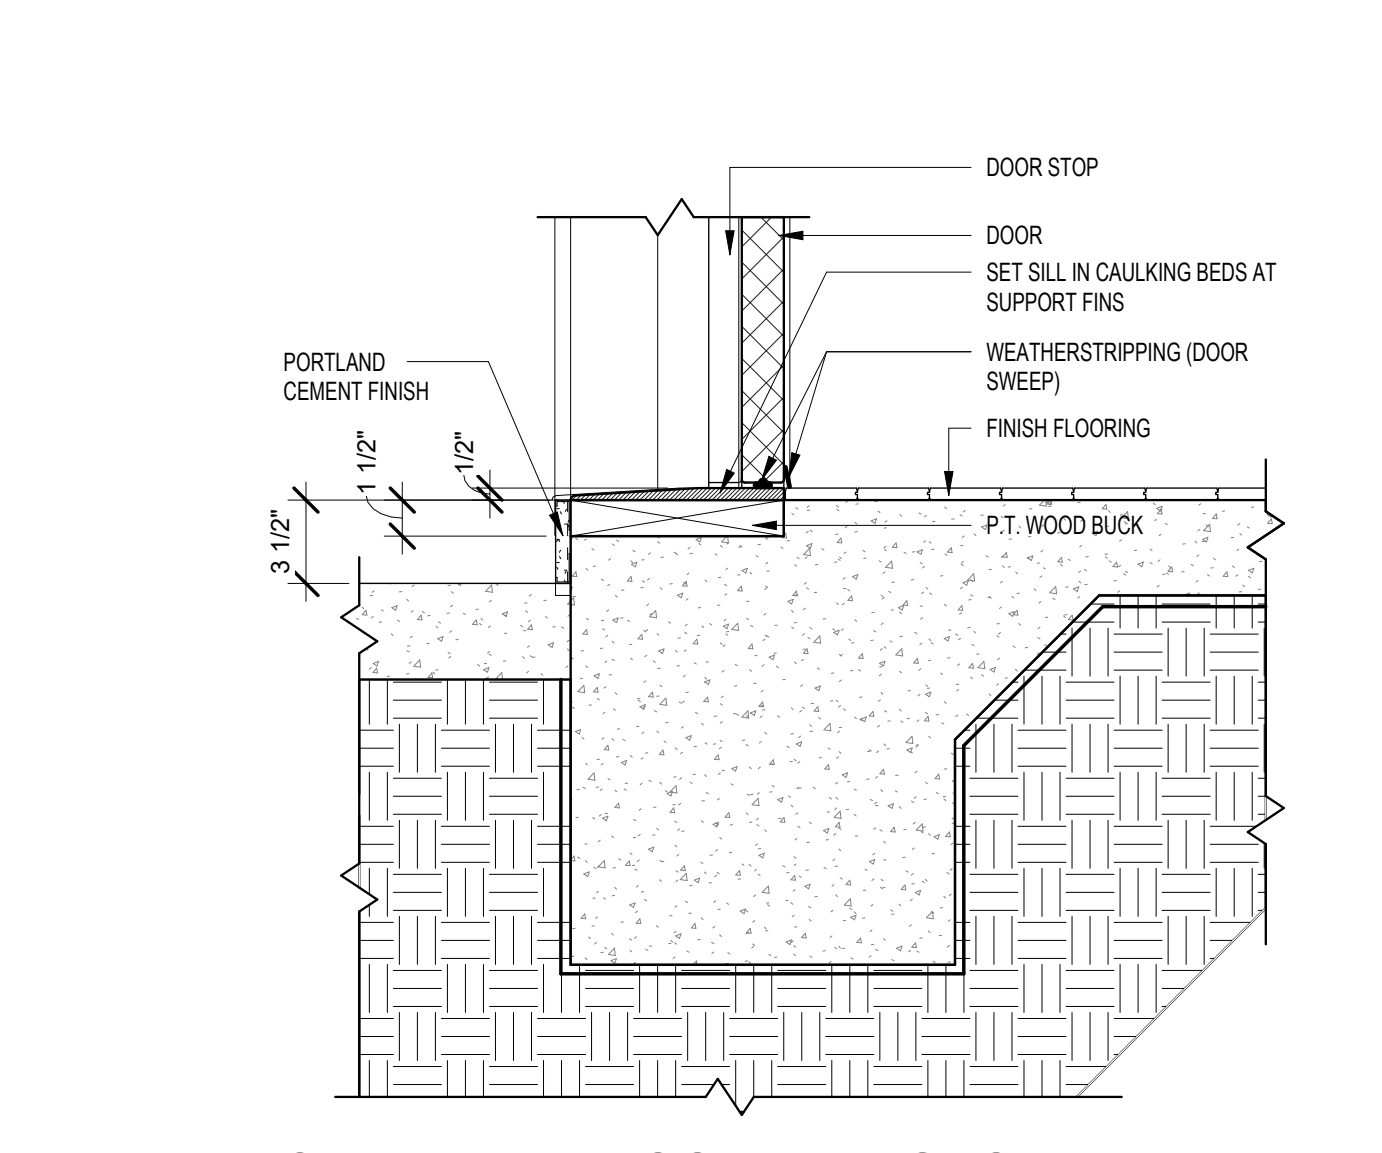 DOOR STOP
DOOR
SET SILL IN CAULKING BEDS AT
SUPPORT FINS
WEATHERSTRIPPING (DOOR
SWEEP)
PORTLAND
CEMENT FINISH
FINISH FLOORING
1/2"
1 1/2"
3 1/2"
P.T. WOOD BUCK